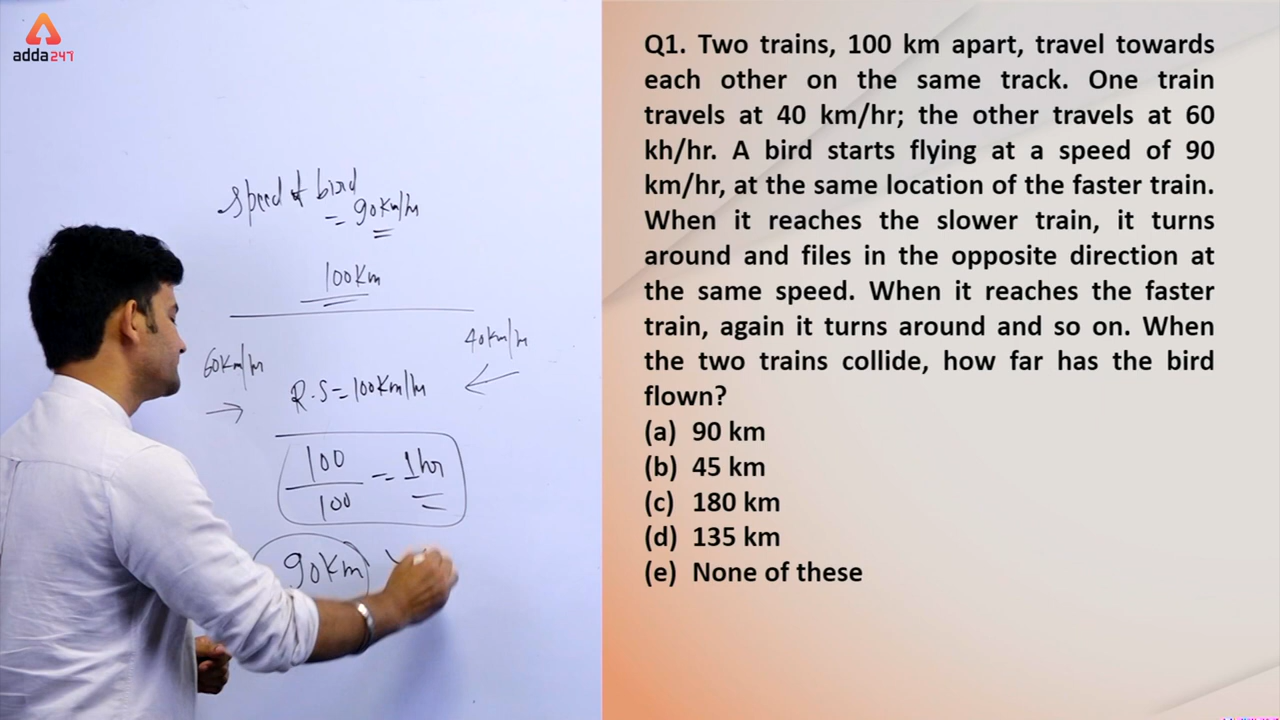 adda247
Speed of bird
= 90Km/hr
100Km
60Km/hr
40Km/hr
R.S=100Km/hr
100
100
= 1hr
90Km
Q1. Two trains, 100 km apart, travel towards
each other on the same track. One train
travels at 40 km/hr; the other travels at 60
kh/hr. A bird starts flying at a speed of 90
km/hr, at the same location of the faster train.
When it reaches the slower train, it turns
around and files in the opposite direction at
the same speed. When it reaches the faster
train, again it turns around and so on. When
the two trains collide, how far has the bird
flown?
(a) 90 km
(b) 45 km
(c) 180 km
(d) 135 km
(e) None of these